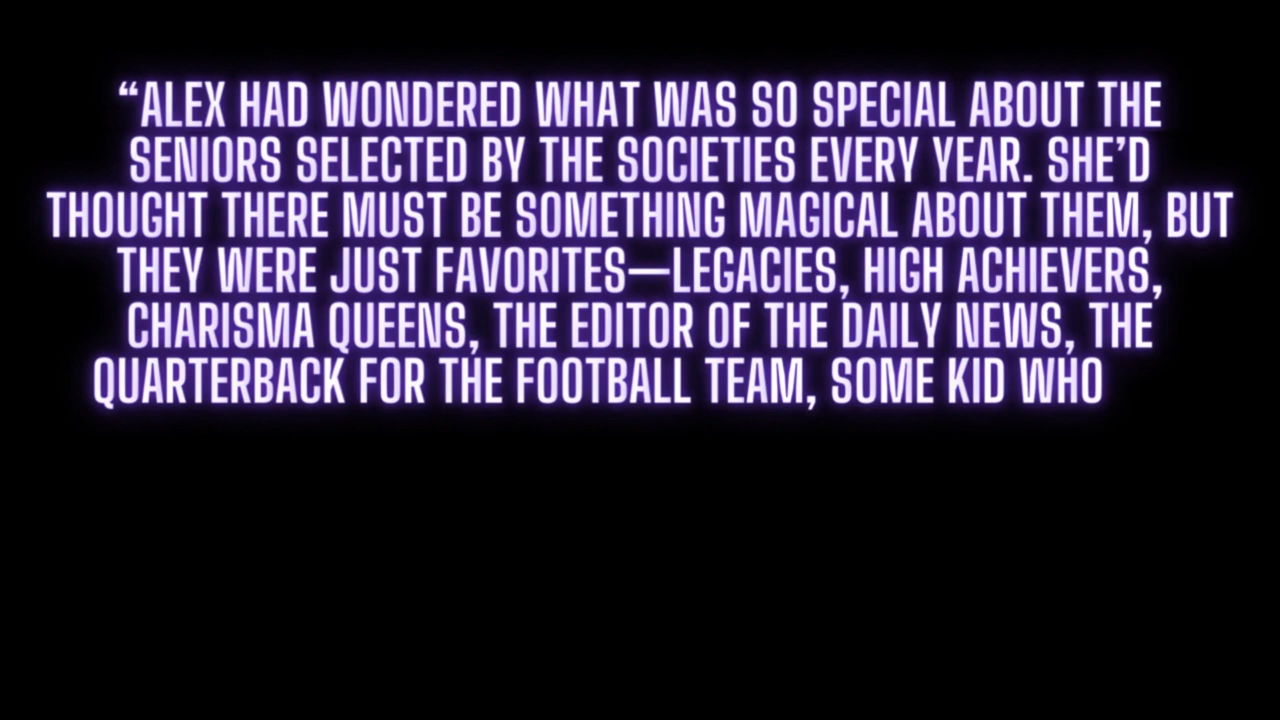 “ALEX HAD WONDERED WHAT WAS SO SPECIAL ABOUT THE
SENIORS SELECTED BY THE SOCIETIES EVERY YEAR. SHE’D
THOUGHT THERE MUST BE SOMETHING MAGICAL ABOUT THEM, BUT
THEY WERE JUST FAVORITES—LEGACIES, HIGH ACHIEVERS,
CHARISMA QUEENS, THE EDITOR OF THE DAILY NEWS, THE
QUARTERBACK FOR THE FOOTBALL TEAM, SOME KID WHO